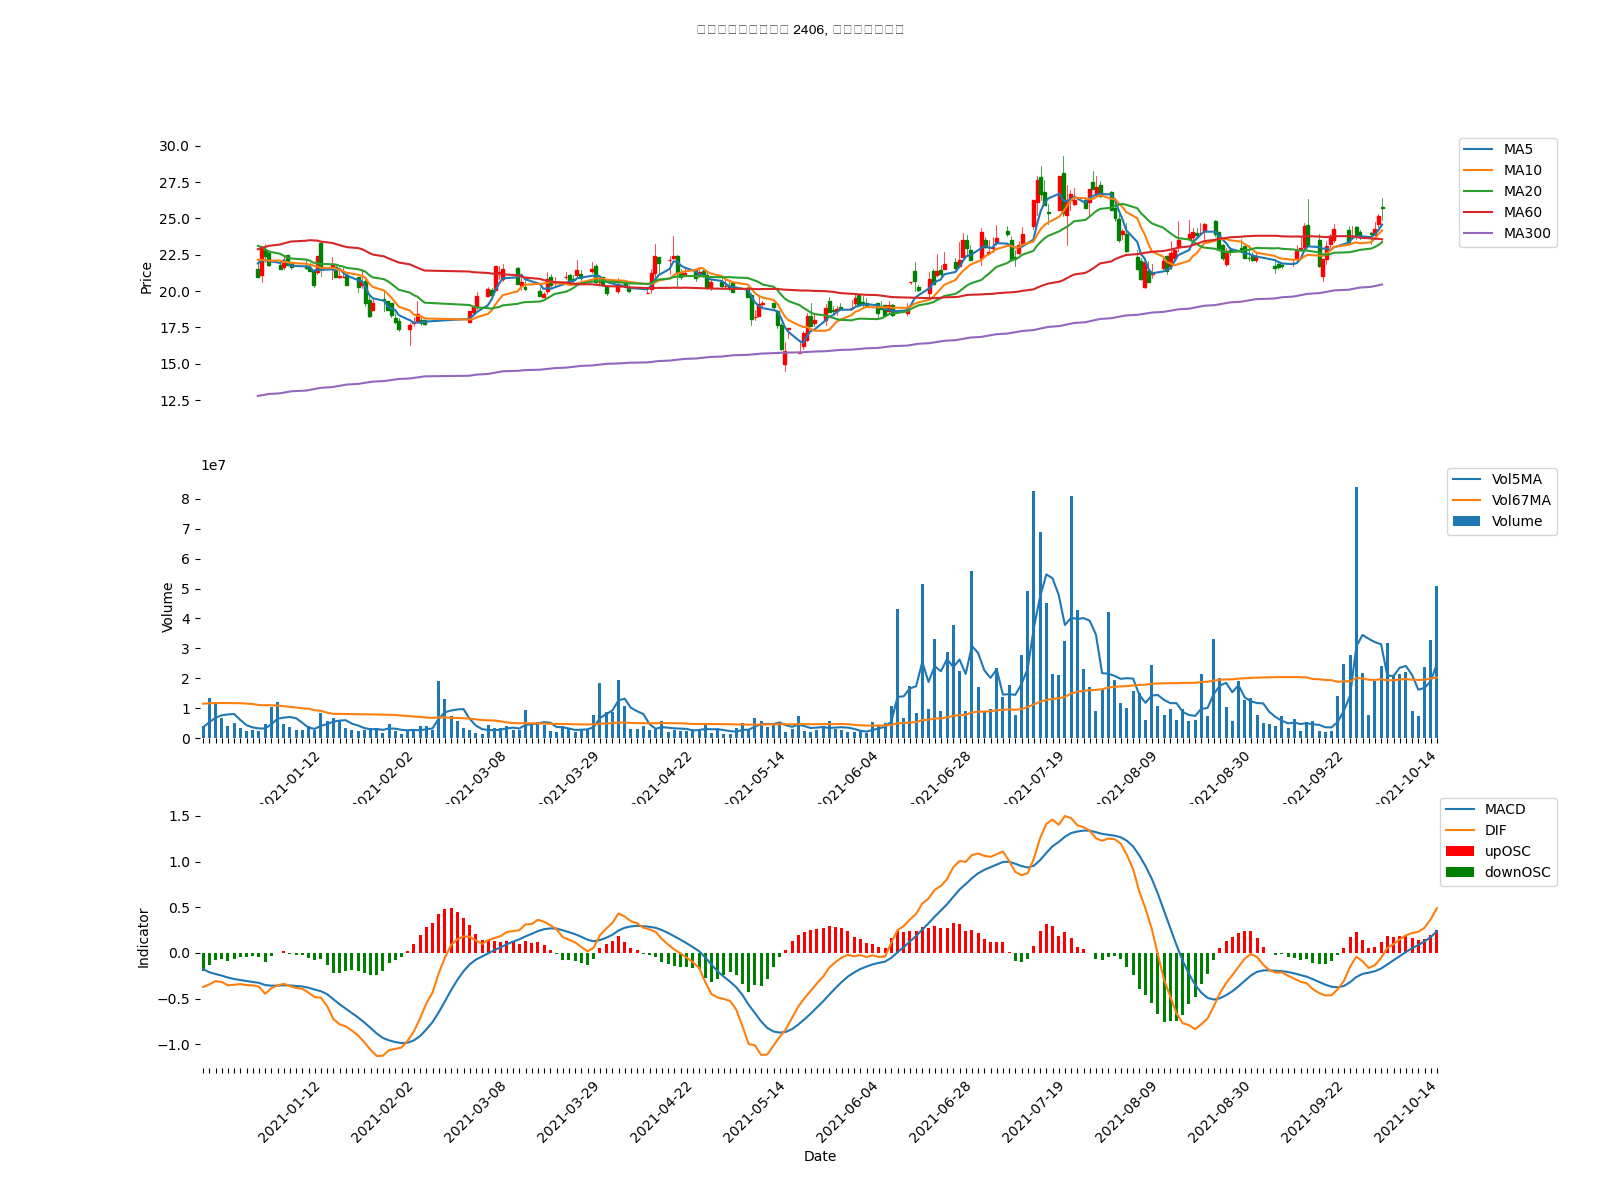 □□□□□□□□□□ 2406, □□□□□□□□
30.0
27.5
25.0
22.5
20.0
17.5
15.0
12.5
Price
MA5
MA10
MA20
MA60
MA300
1e7
8
7
6
5
4
3
2
1
0
Volume
Vol5MA
Vol67MA
Volume
2021-01-12
2021-02-02
2021-03-08
2021-03-29
2021-04-22
2021-05-14
2021-06-04
2021-06-28
2021-07-19
2021-08-09
2021-08-30
2021-09-22
2021-10-14
1.5
1.0
0.5
0.0
−0.5
−1.0
Indicator
MACD
DIF
upOSC
downOSC
2021-01-12
2021-02-02
2021-03-08
2021-03-29
2021-04-22
2021-05-14
2021-06-04
2021-06-28
2021-07-19
2021-08-09
2021-08-30
2021-09-22
2021-10-14
Date